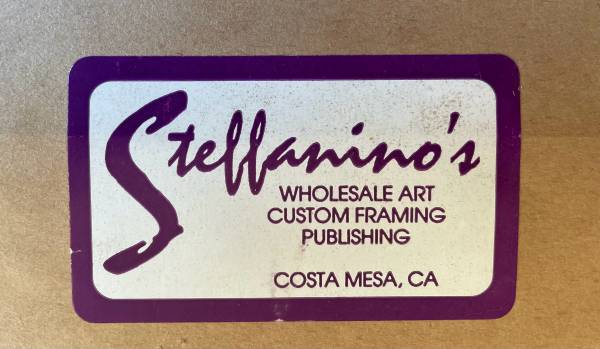 Steffanino's
WHOLESALE ART
CUSTOM FRAMING
PUBLISHING
COSTA MESA, CA